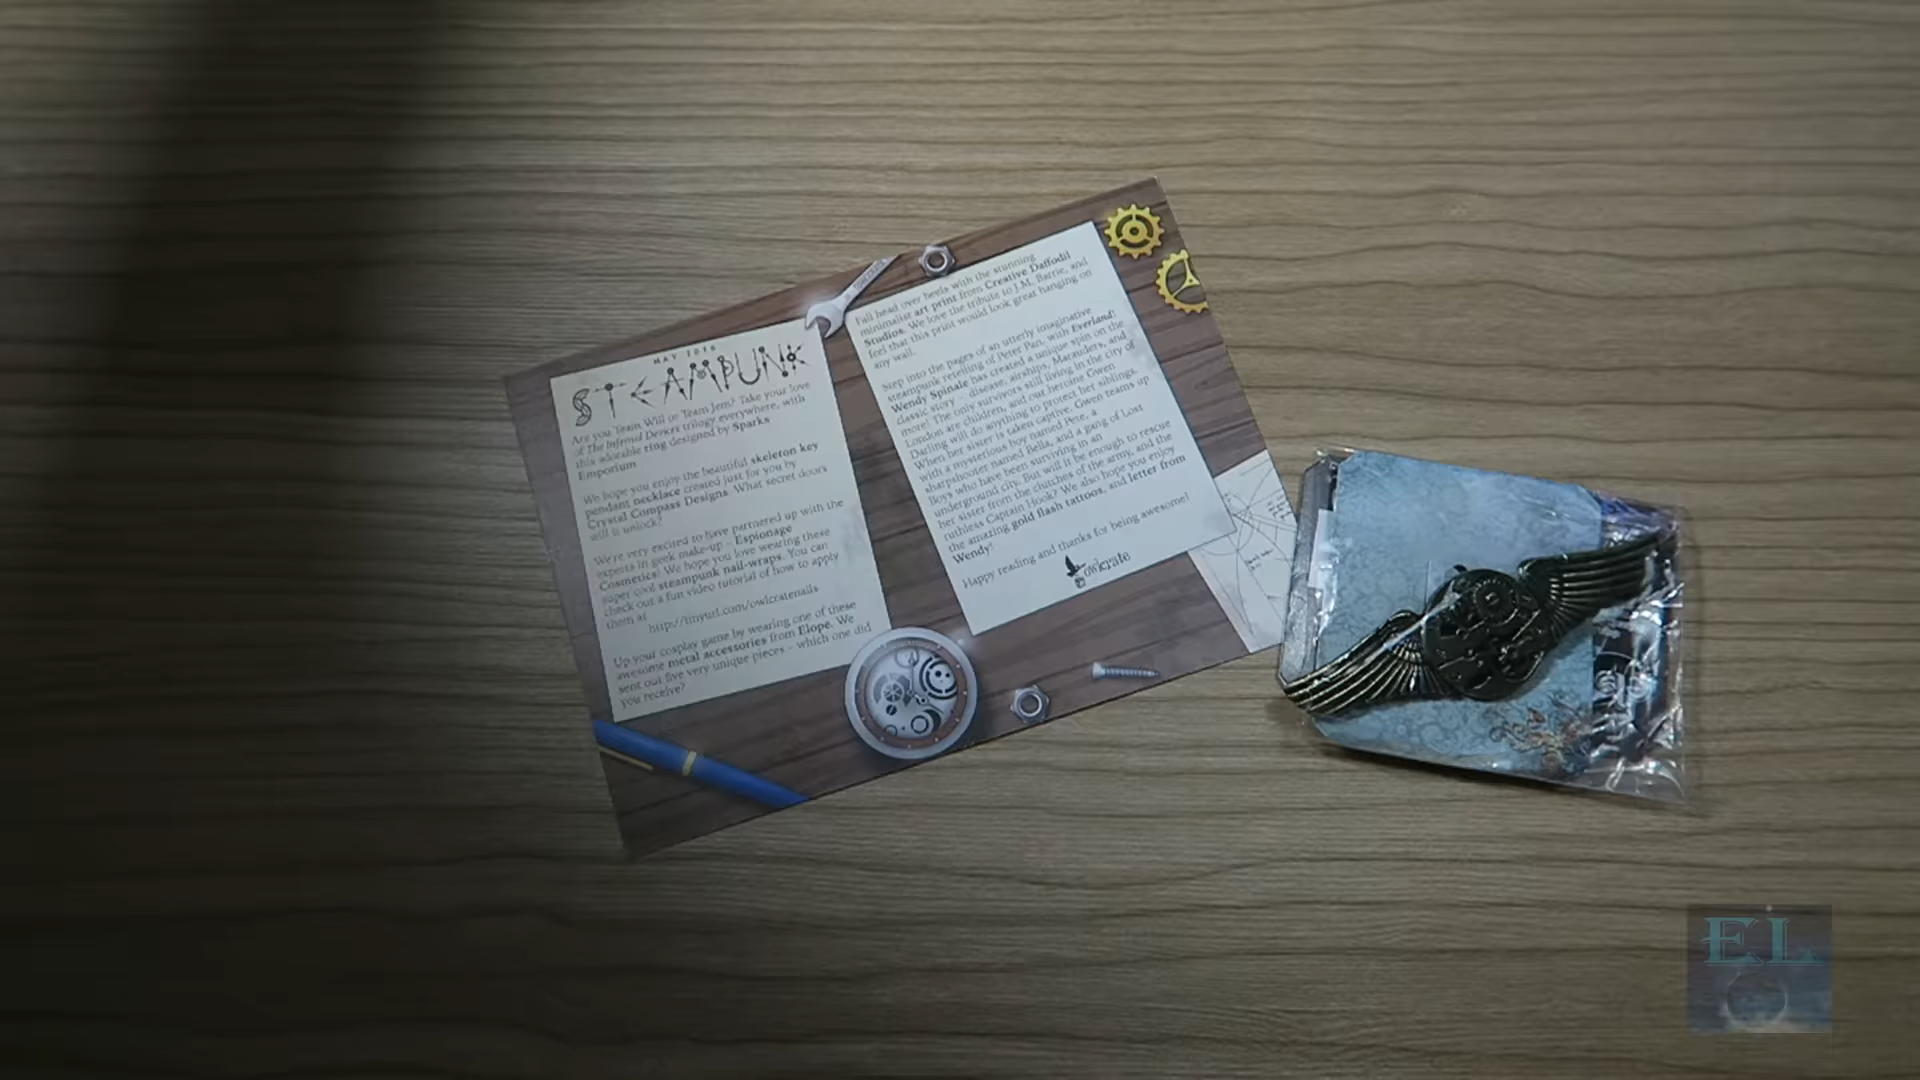 MAY 2016
STEAMPUNK
Are you Team Will or Team Jem? Take your love
of The Infernal Devices trilogy everywhere, with
this adorable ring designed by Sparks
Emporium
We hope you enjoy the beautiful skeleton key
pendant necklace created just for you by
Crystal Compass Designs. What secret doors
will it unlock?
We're very excited to have partnered up with the
experts in geek make-up - Espionage
Cosmetics! We hope you love wearing these
super cool steampunk nail-wraps. You can
check out a fun video tutorial of how to apply
them at
http://tinyurl.com/owlcratenails
Up your cosplay game by wearing one of these
awesome metal accessories from Elope. We
sent out five very unique pieces - which one did
you receive?
Fall head over heels with the stunning
minimalist art print from Creative Daffodil
Studios. We love the tribute to J.M. Barrie, and
feel that this print would look great hanging on
any wall.
Step into the pages of an utterly imaginative
steampunk retelling of Peter Pan, with Everland!
Wendy Spinale has created a unique spin on the
classic story - disease, airships, Marauders, and
more! The only survivors still living in the city of
London are children, and our heroine Gwen
Darling will do anything to protect her siblings.
When her sister is taken captive, Gwen teams up
with a mysterious boy named Pete, a
sharpshooter named Bella, and a gang of Lost
Boys who have been surviving in an
underground city. But will it be enough to rescue
her sister from the clutches of the army, and the
ruthless Captain Hook? We also hope you enjoy
the amazing gold flash tattoos, and letter from
Wendy!
Happy reading and thanks for being awesome!
owlcrate
EL